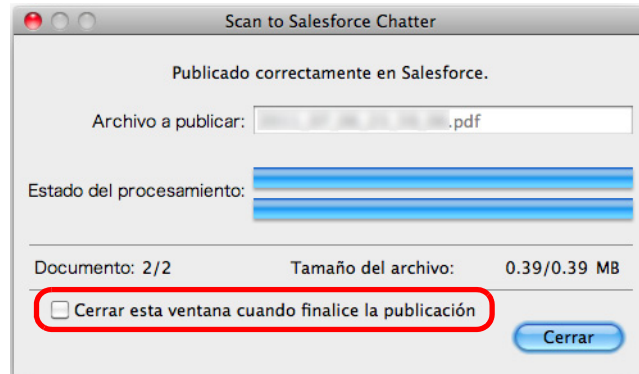 Scan to Salesforce Chatter
Publicado correctamente en Salesforce.
Archivo a publicar: .pdf
Estado del procesamiento:
Documento: 2/2 Tamaño del archivo: 0.39/0.39 MB
Cerrar esta ventana cuando finalice la publicación
Cerrar